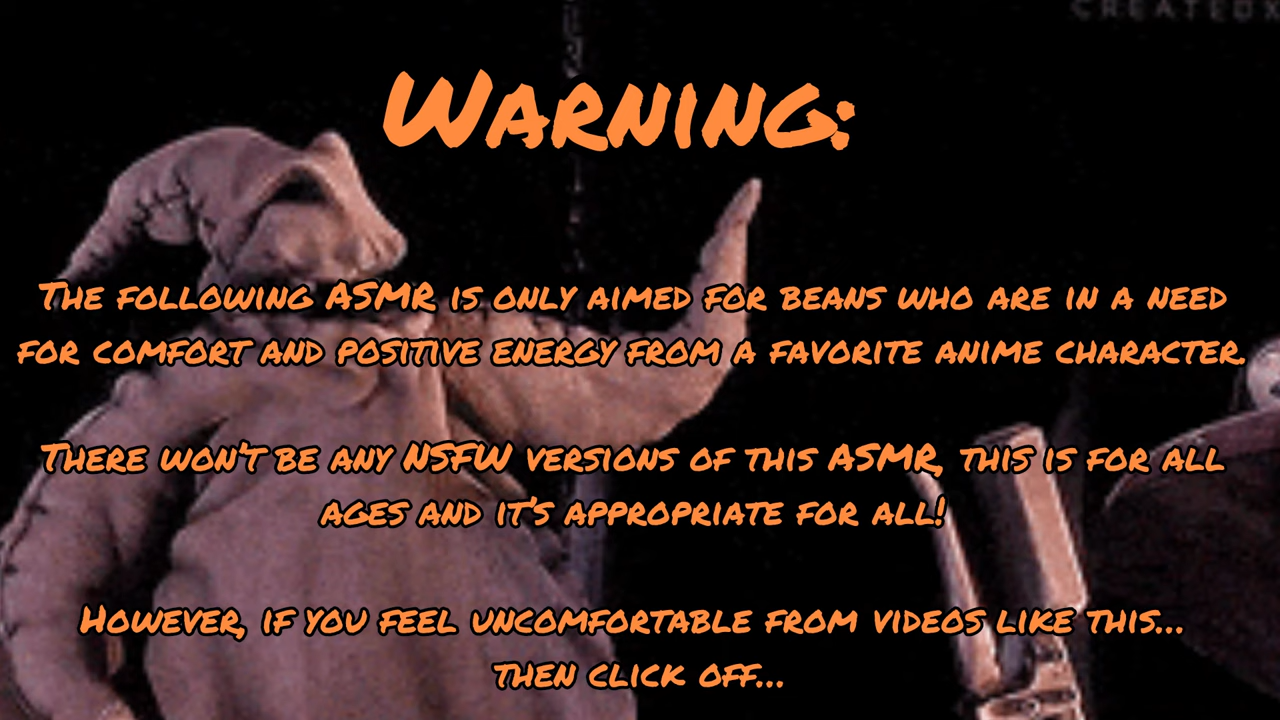 CREATEDX
Warning:
The following ASMR is only aimed for beans who are in a need
for comfort and positive energy from a favorite anime character.
There won't be any NSFW versions of this ASMR, this is for all
ages and it's appropriate for all!
However, if you feel uncomfortable from videos like this...
then click off...